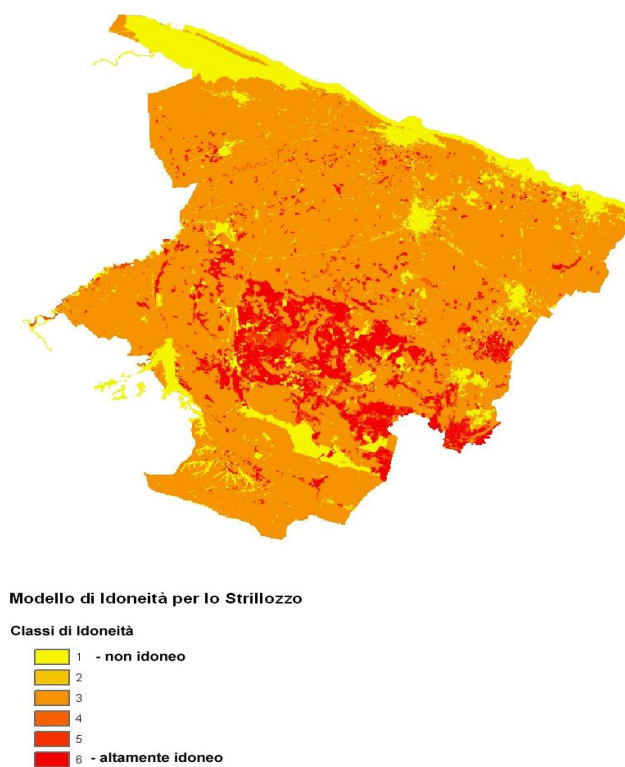 Modello di Idoneità per lo Strillozzo
Classi di Idoneità
1 - non idoneo
2
3
4
5
6 - altamente idoneo